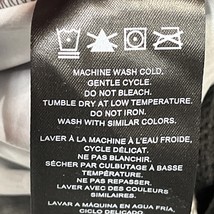 MACHINE WASH COLD,
GENTLE CYCLE.
DO NOT BLEACH.
TUMBLE DRY AT LOW TEMPERATURE.
DO NOT IRON.
WASH WITH SIMILAR COLORS.
LAVER À LA MACHINE À L'EAU FROIDE,
CYCLE DÉLICAT.
NE PAS BLANCHIR.
SÉCHER PAR CULBUTAGE À BASSE
TEMPÉRATURE.
NE PAS REPASSER.
LAVER AVEC DES COULEURS
SIMILAIRES.
LAVAR A MÁQUINA EN AGUA FRÍA,
CICLO DELICADO.